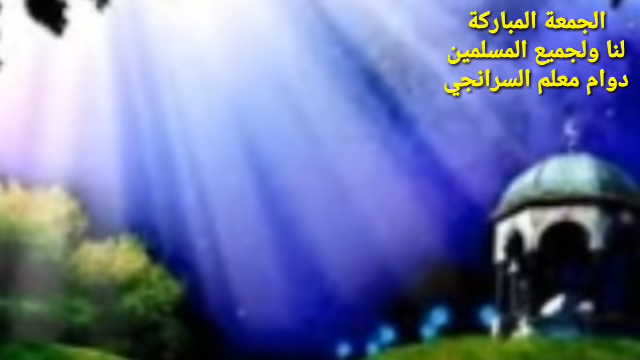 الجمعة المباركة
لنا ولجميع المسلمين
دوام معلم السرانجي